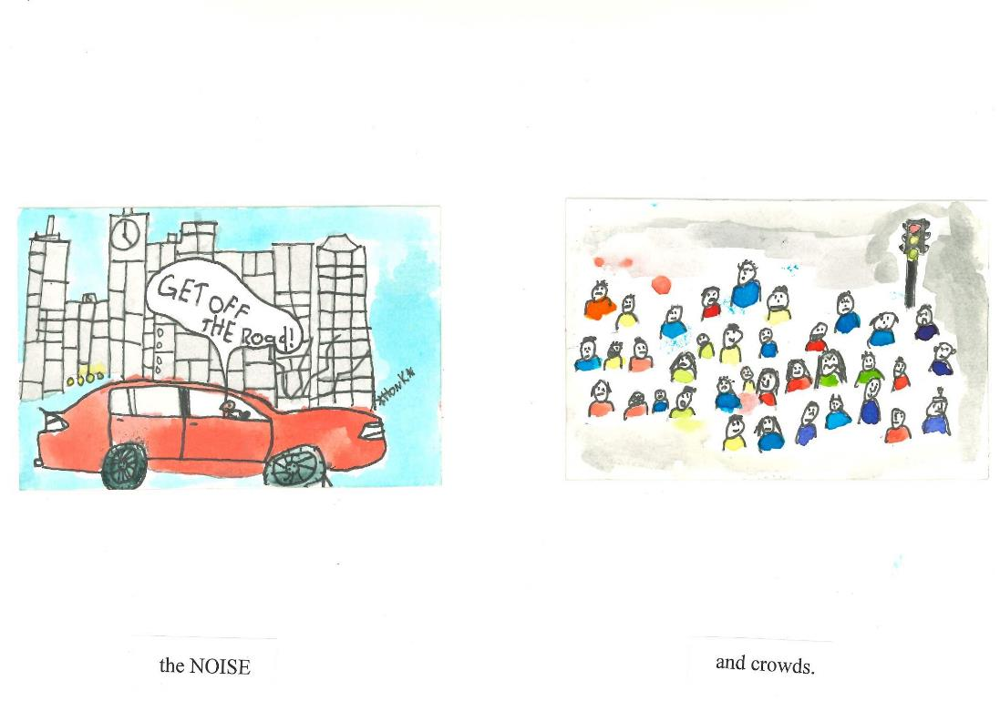 GET OFF
THE Road!!
*HONK*
the NOISE
and crowds.